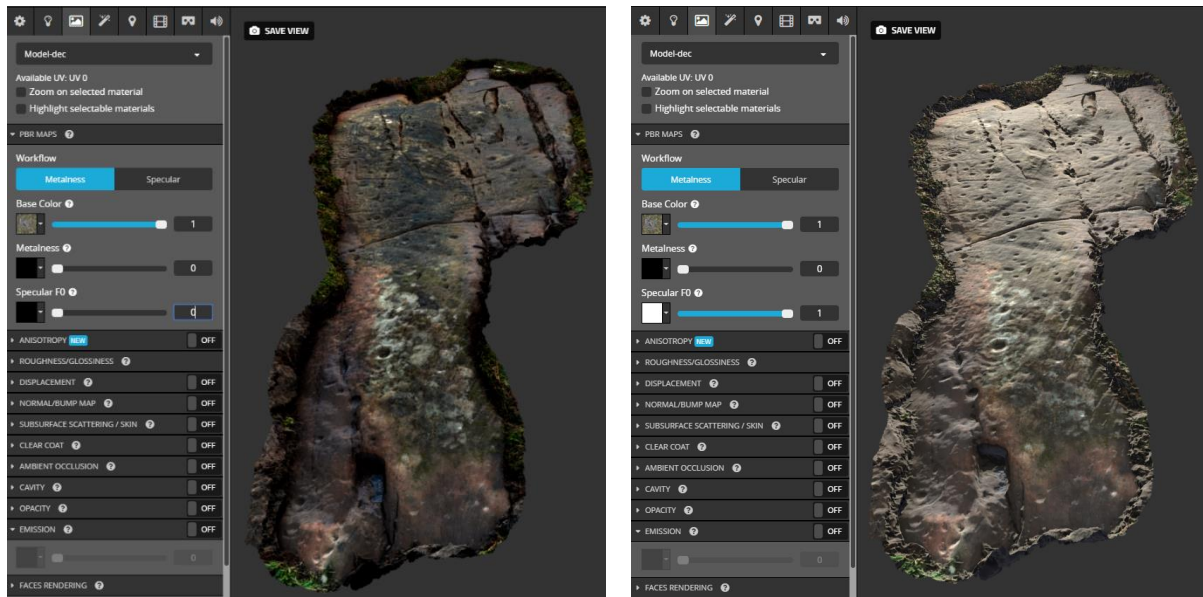 SAVE VIEW
Model-dec
Available UV: UV 0
Zoom on selected material
Highlight selectable materials
PBR MAPS
Workflow
Metalness Specular
Base Color
1
Metalness
0
Specular F0
0
ANISOTROPY NEW OFF
ROUGHNESS/GLOSSINESS
DISPLACEMENT OFF
NORMAL/BUMP MAP OFF
SUBSURFACE SCATTERING / SKIN OFF
CLEAR COAT OFF
AMBIENT OCCLUSION OFF
CAVITY OFF
OPACITY OFF
EMISSION OFF
0
FACES RENDERING
SAVE VIEW
Model-dec
Available UV: UV 0
Zoom on selected material
Highlight selectable materials
PBR MAPS
Workflow
Metalness Specular
Base Color
1
Metalness
0
Specular F0
1
ANISOTROPY NEW OFF
ROUGHNESS/GLOSSINESS
DISPLACEMENT OFF
NORMAL/BUMP MAP OFF
SUBSURFACE SCATTERING / SKIN OFF
CLEAR COAT OFF
AMBIENT OCCLUSION OFF
CAVITY OFF
OPACITY OFF
EMISSION OFF
0
FACES RENDERING